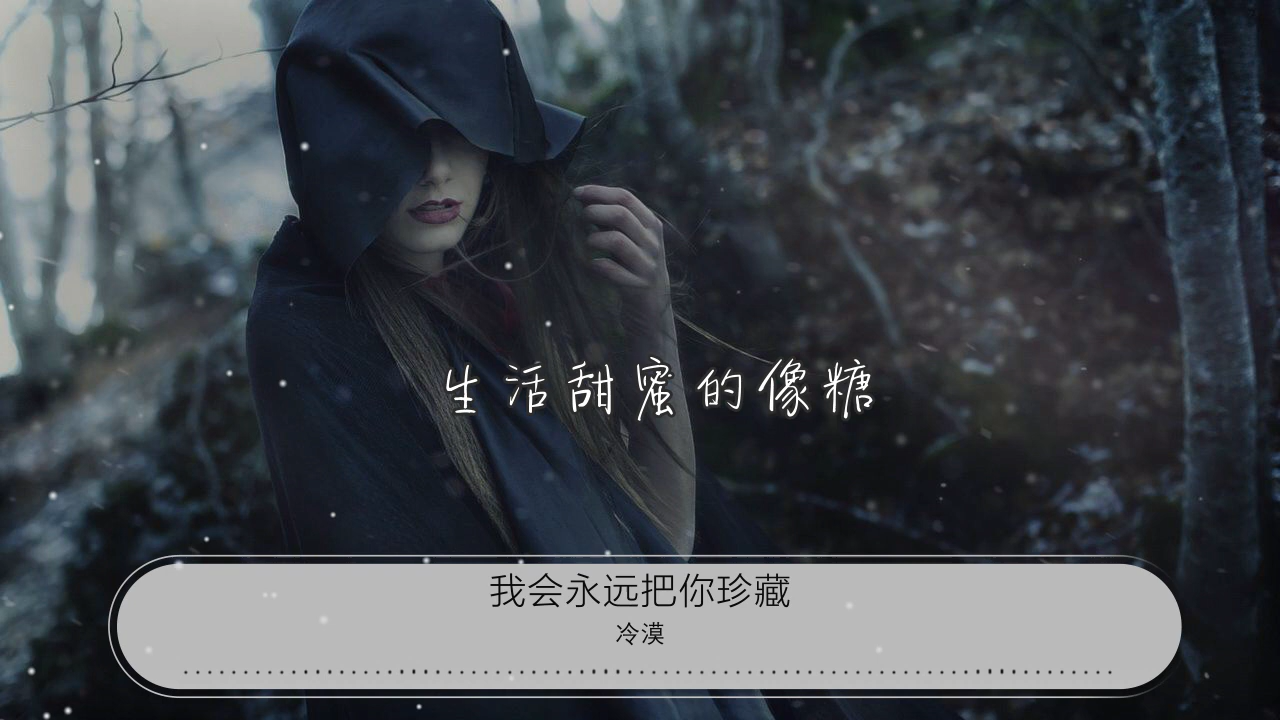 生活甜蜜的像糖
我会永远把你珍藏
冷漠